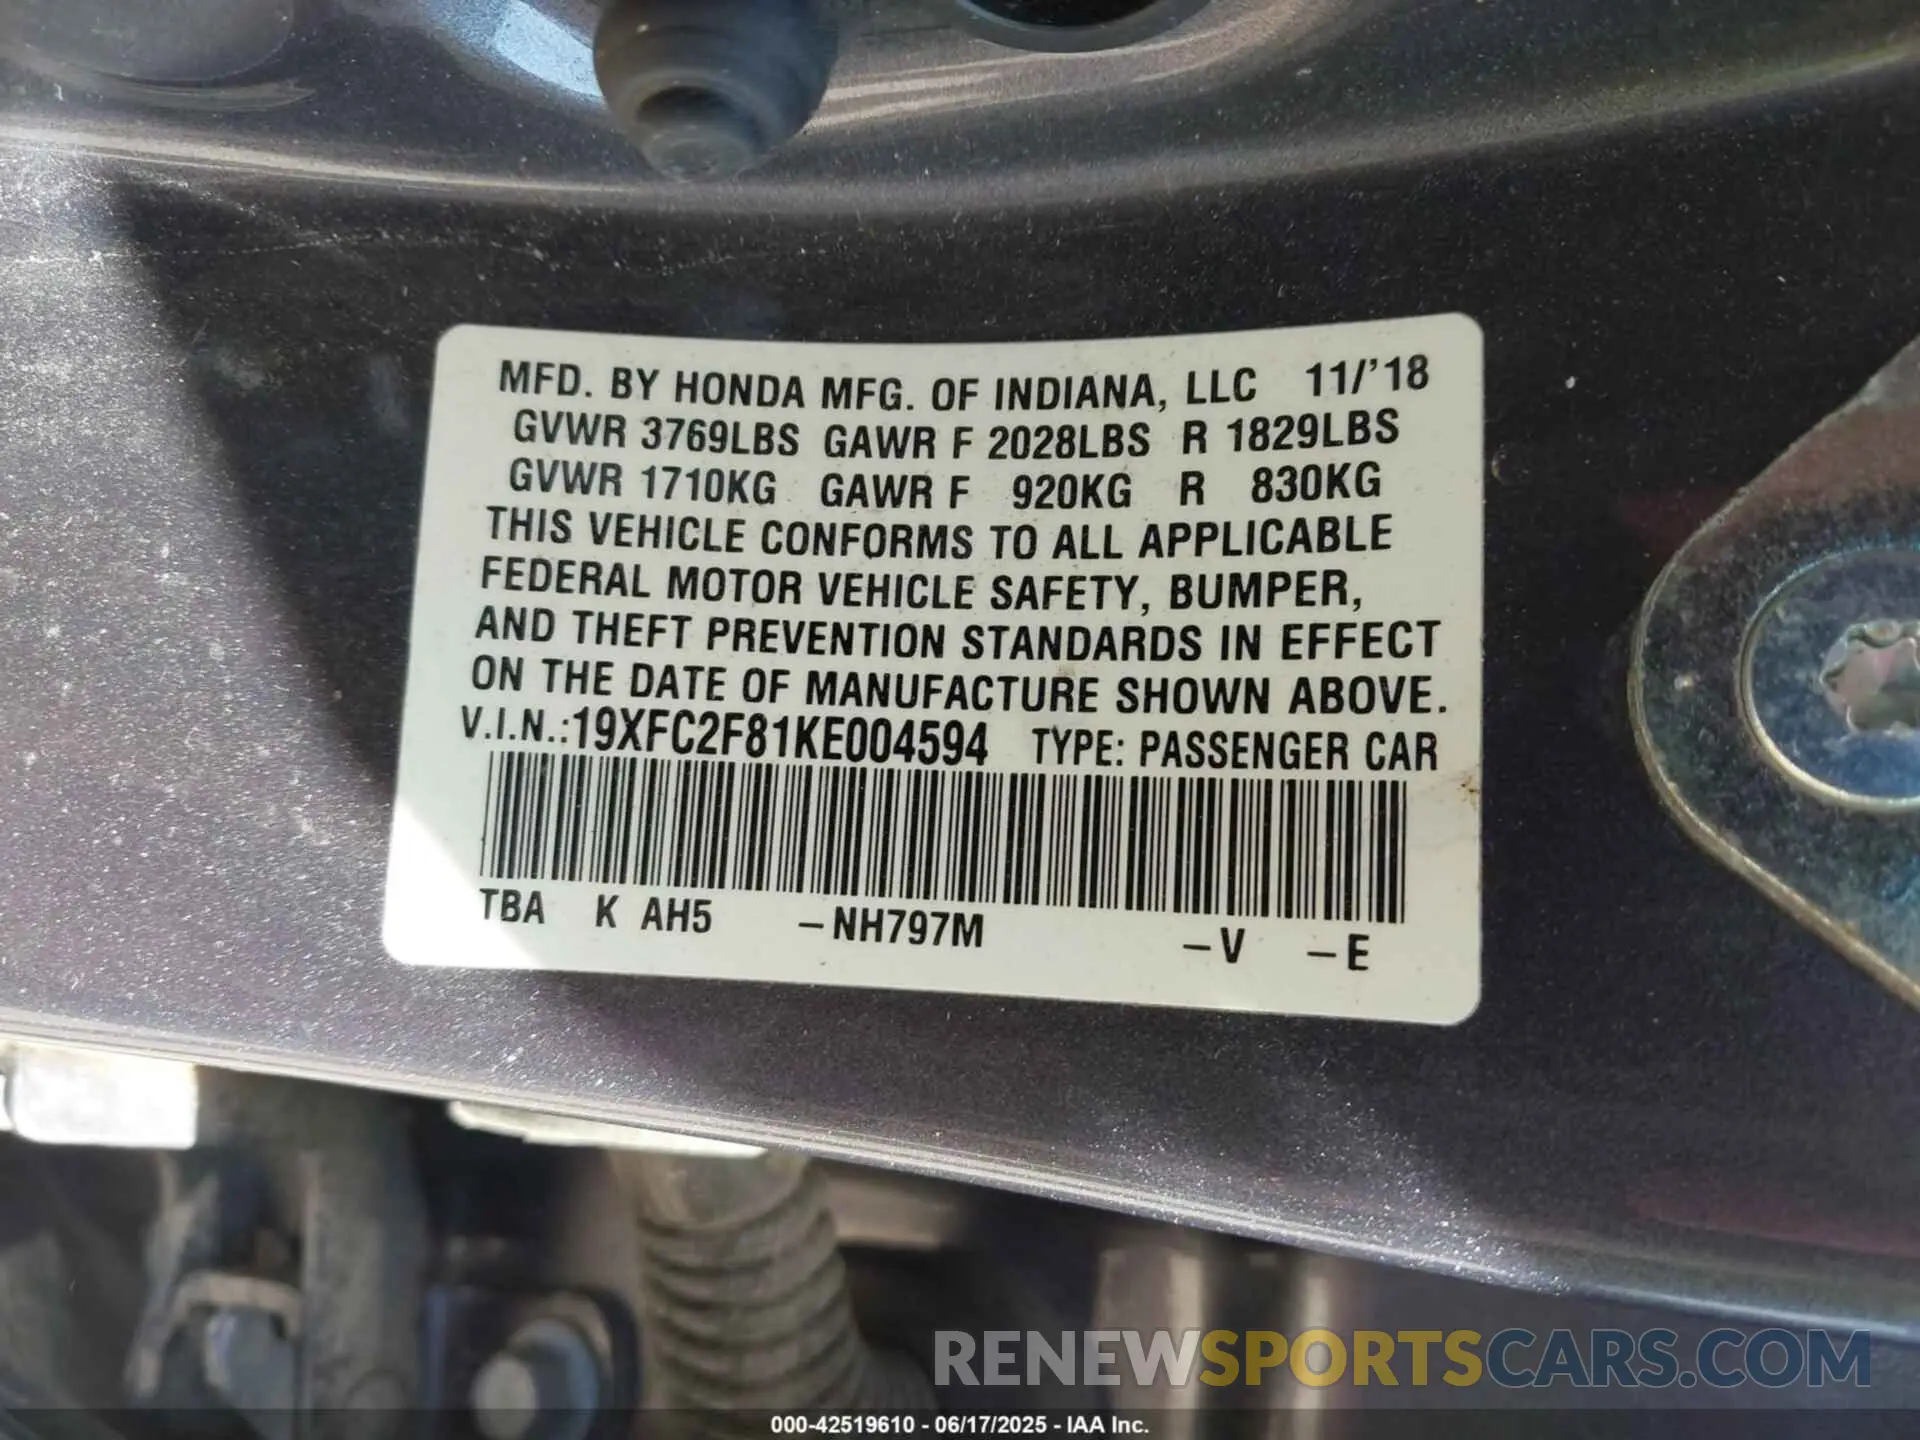 MFD. BY HONDA MFG. OF INDIANA, LLC 11/'18
GVWR 3769LBS GAWR F 2028LBS R 1829LBS
GVWR 1710KG GAWR F 920KG R 830KG
THIS VEHICLE CONFORMS TO ALL APPLICABLE
FEDERAL MOTOR VEHICLE SAFETY, BUMPER,
AND THEFT PREVENTION STANDARDS IN EFFECT
ON THE DATE OF MANUFACTURE SHOWN ABOVE.
V.I.N.:19XFC2F81KE004594 TYPE: PASSENGER CAR
TBA K AH5 –NH797M –V –E
RENEWSPORTSCARS.COM
000-42519610 - 06/17/2025 - IAA Inc.